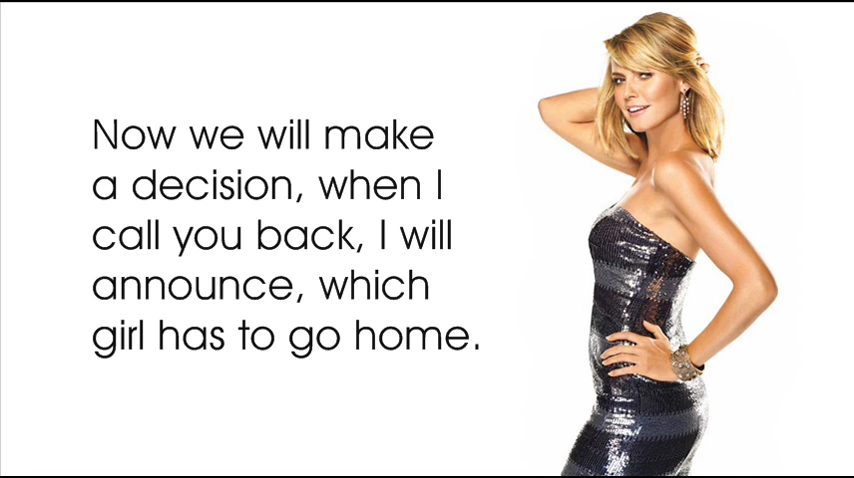 Now we will make
a decision, when I
call you back, I will
announce, which
girl has to go home.